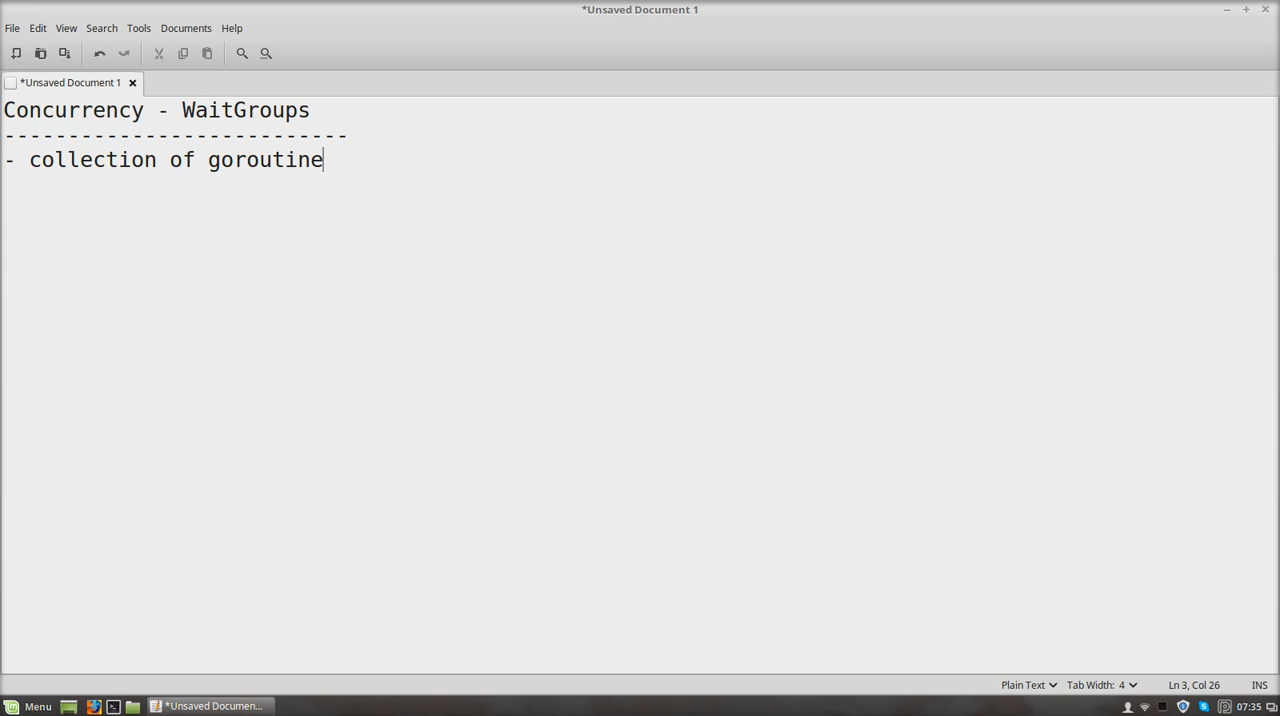 *Unsaved Document 1
File Edit View Search Tools Documents Help
*Unsaved Document 1
Concurrency - WaitGroups
---------------------------
- collection of goroutine
Plain Text Tab Width: 4 Ln 3, Col 26 INS
Menu *Unsaved Documen... 07:35